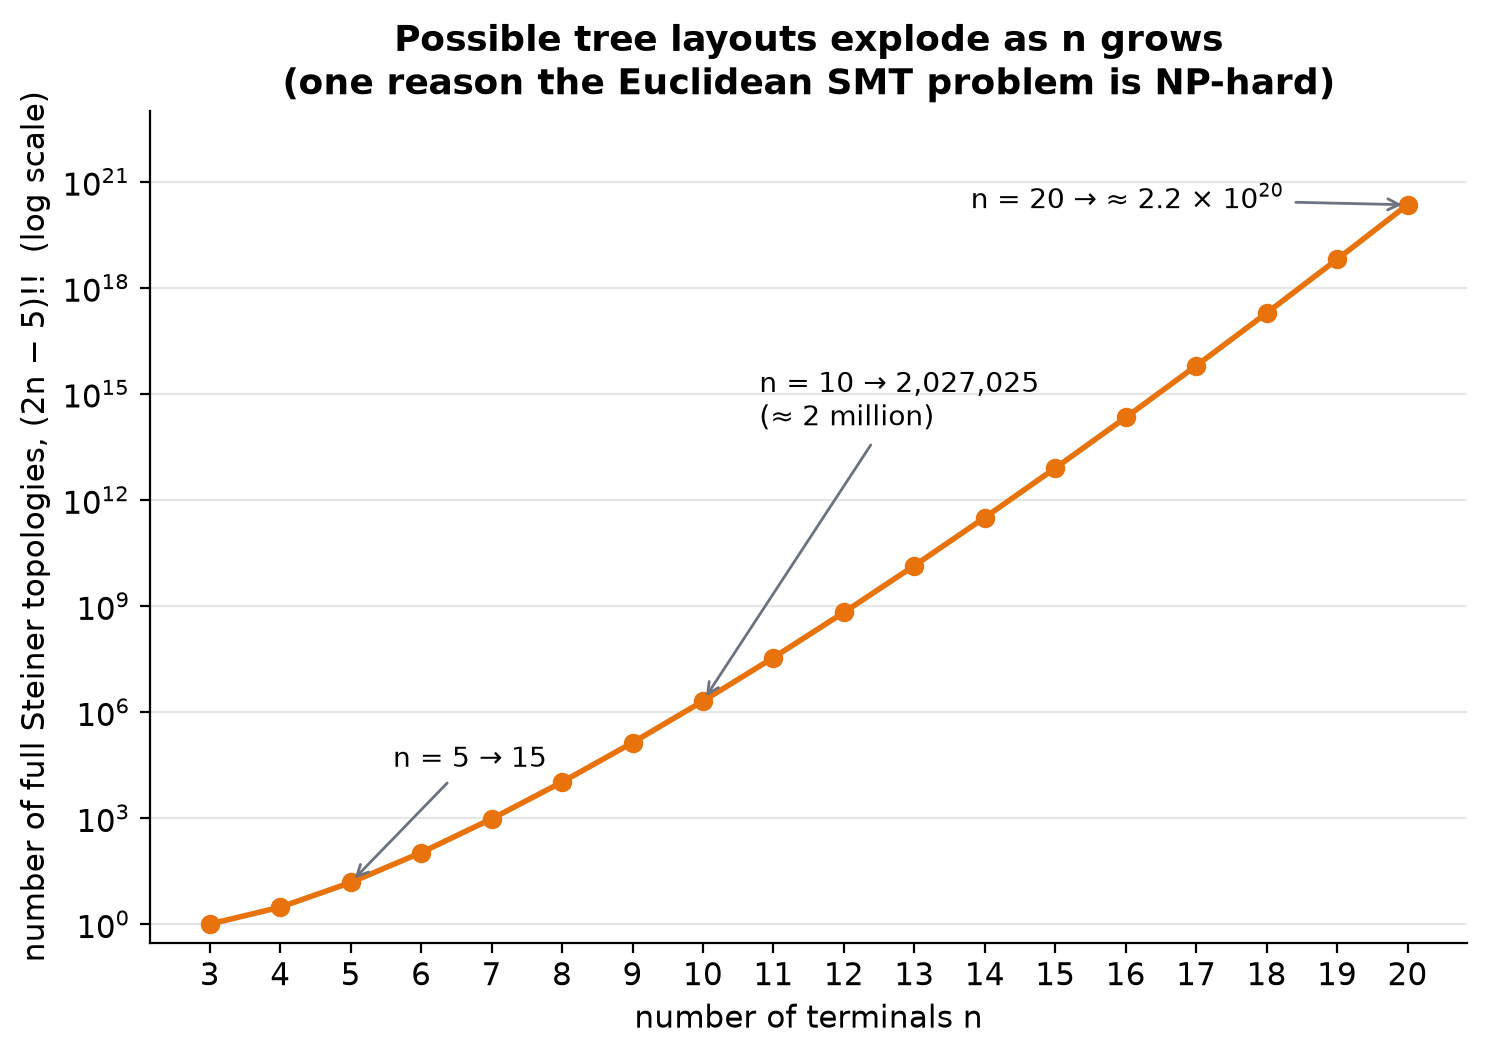 Possible tree layouts explode as n grows
(one reason the Euclidean SMT problem is NP-hard)
number of full Steiner topologies, (2n − 5)!! (log scale)
10²¹
10¹⁸
10¹⁵
10¹²
10⁹
10⁶
10³
10⁰
n = 20 → ≈ 2.2 × 10²⁰
n = 10 → 2,027,025
(≈ 2 million)
n = 5 → 15
3 4 5 6 7 8 9 10 11 12 13 14 15 16 17 18 19 20
number of terminals n